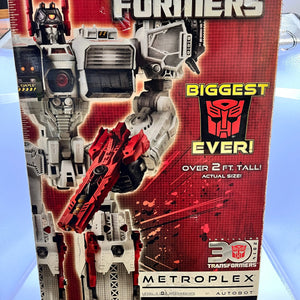 FORMERS
BIGGEST
EVER!
OVER 2 FT. TALL!
ACTUAL SIZE!
30
TRANSFORMERS
METROPLEX
AUTOBOT